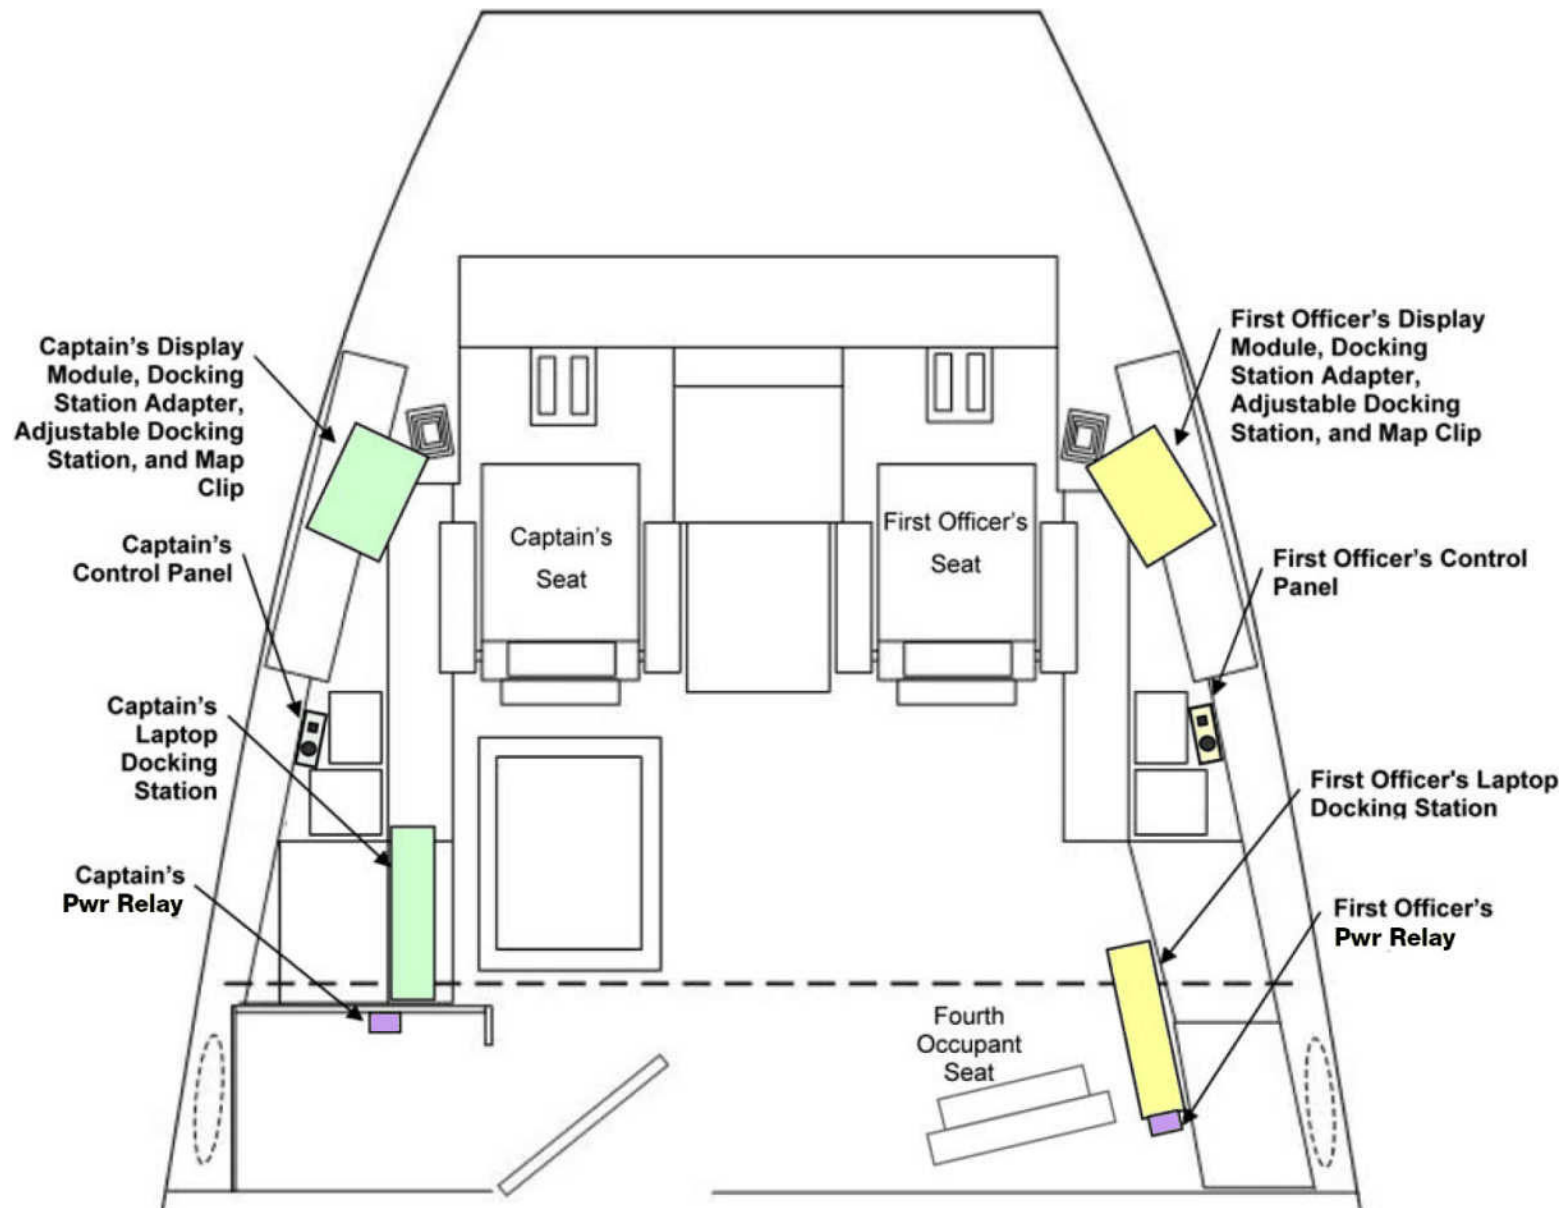 Captain's Display
Module, Docking
Station Adapter,
Adjustable Docking
Station, and Map
Clip
Captain's
Control Panel
Captain's
Laptop
Docking
Station
Captain's
Pwr Relay
Captain's
Seat
First Officer's
Seat
Fourth
Occupant
Seat
First Officer's Display
Module, Docking
Station Adapter,
Adjustable Docking
Station, and Map Clip
First Officer's Control
Panel
First Officer's Laptop
Docking Station
First Officer's
Pwr Relay